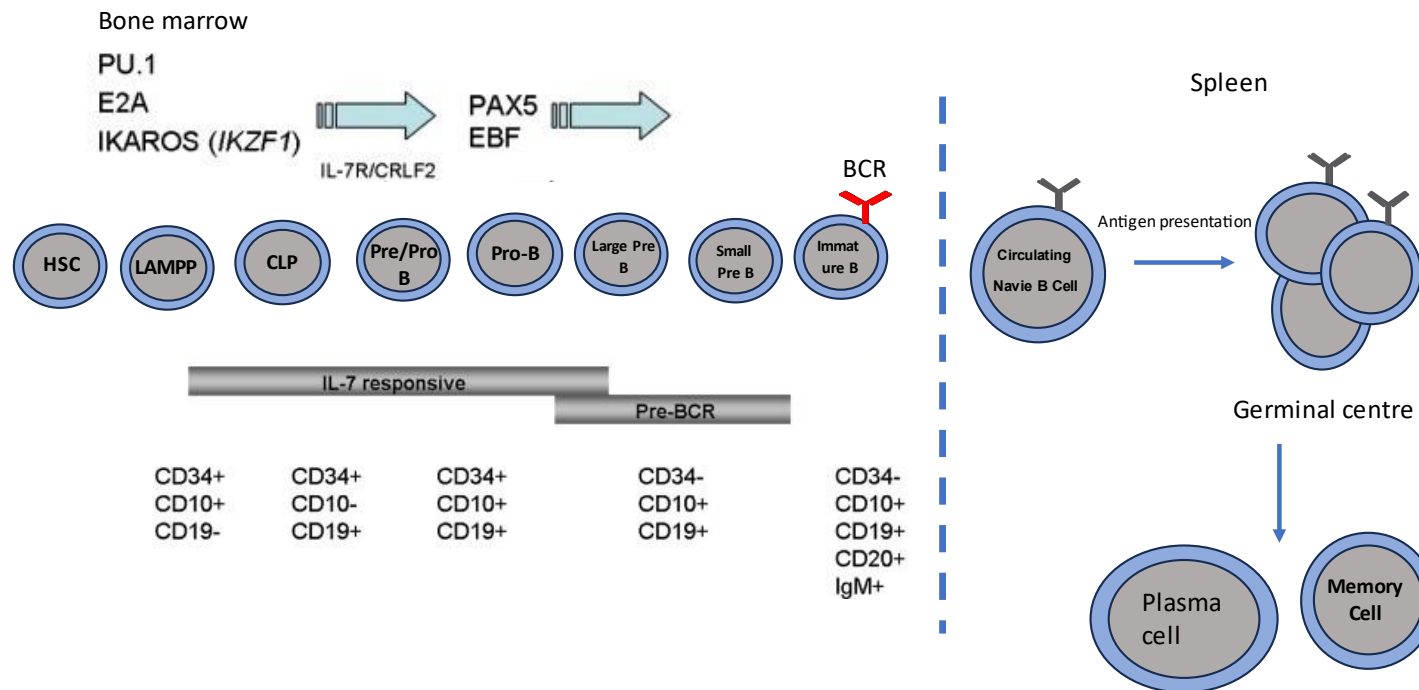 Bone marrow
PU.1
E2A
IKAROS (IKZF1)
IL-7R/CRLF2
PAX5
EBF
BCR
HSC
LAMPP
CLP
Pre/Pro
B
Pro-B
Large Pre
B
Small
Pre B
Immat
ure B
IL-7 responsive
Pre-BCR
CD34+
CD10+
CD19-
CD34+
CD10-
CD19+
CD34+
CD10+
CD19+
CD34-
CD10+
CD19+
CD34-
CD10+
CD19+
CD20+
IgM+
Spleen
Circulating
Navie B Cell
Antigen presentation
Germinal centre
Plasma
cell
Memory
Cell